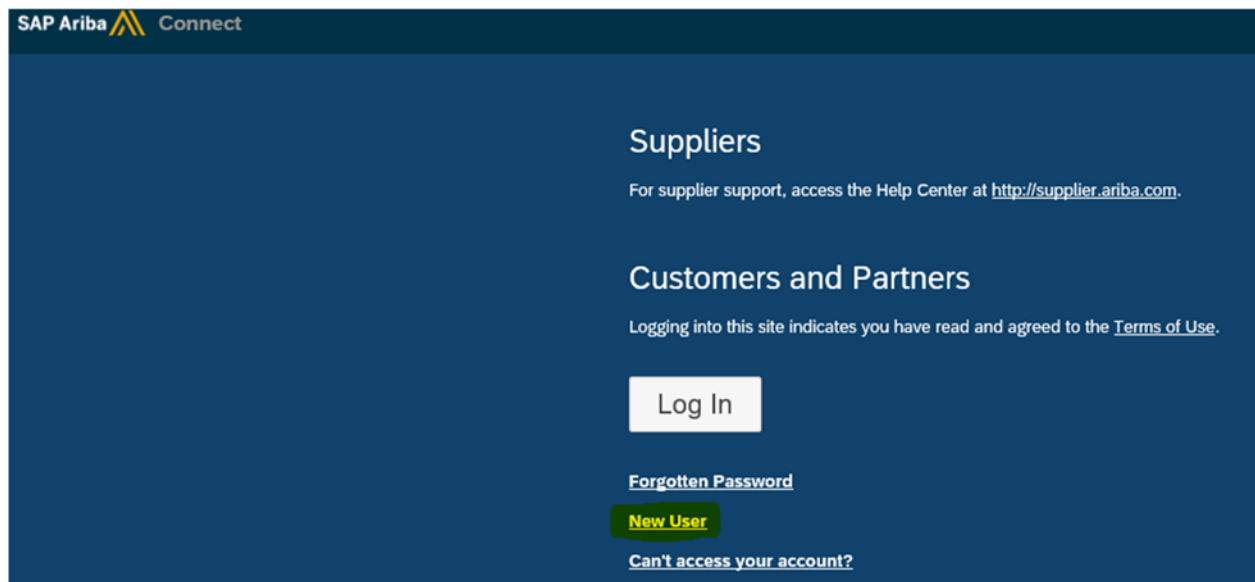 SAP Ariba Connect
Suppliers
For supplier support, access the Help Center at http://supplier.ariba.com.
Customers and Partners
Logging into this site indicates you have read and agreed to the Terms of Use.
Log In
Forgotten Password
New User
Can't access your account?